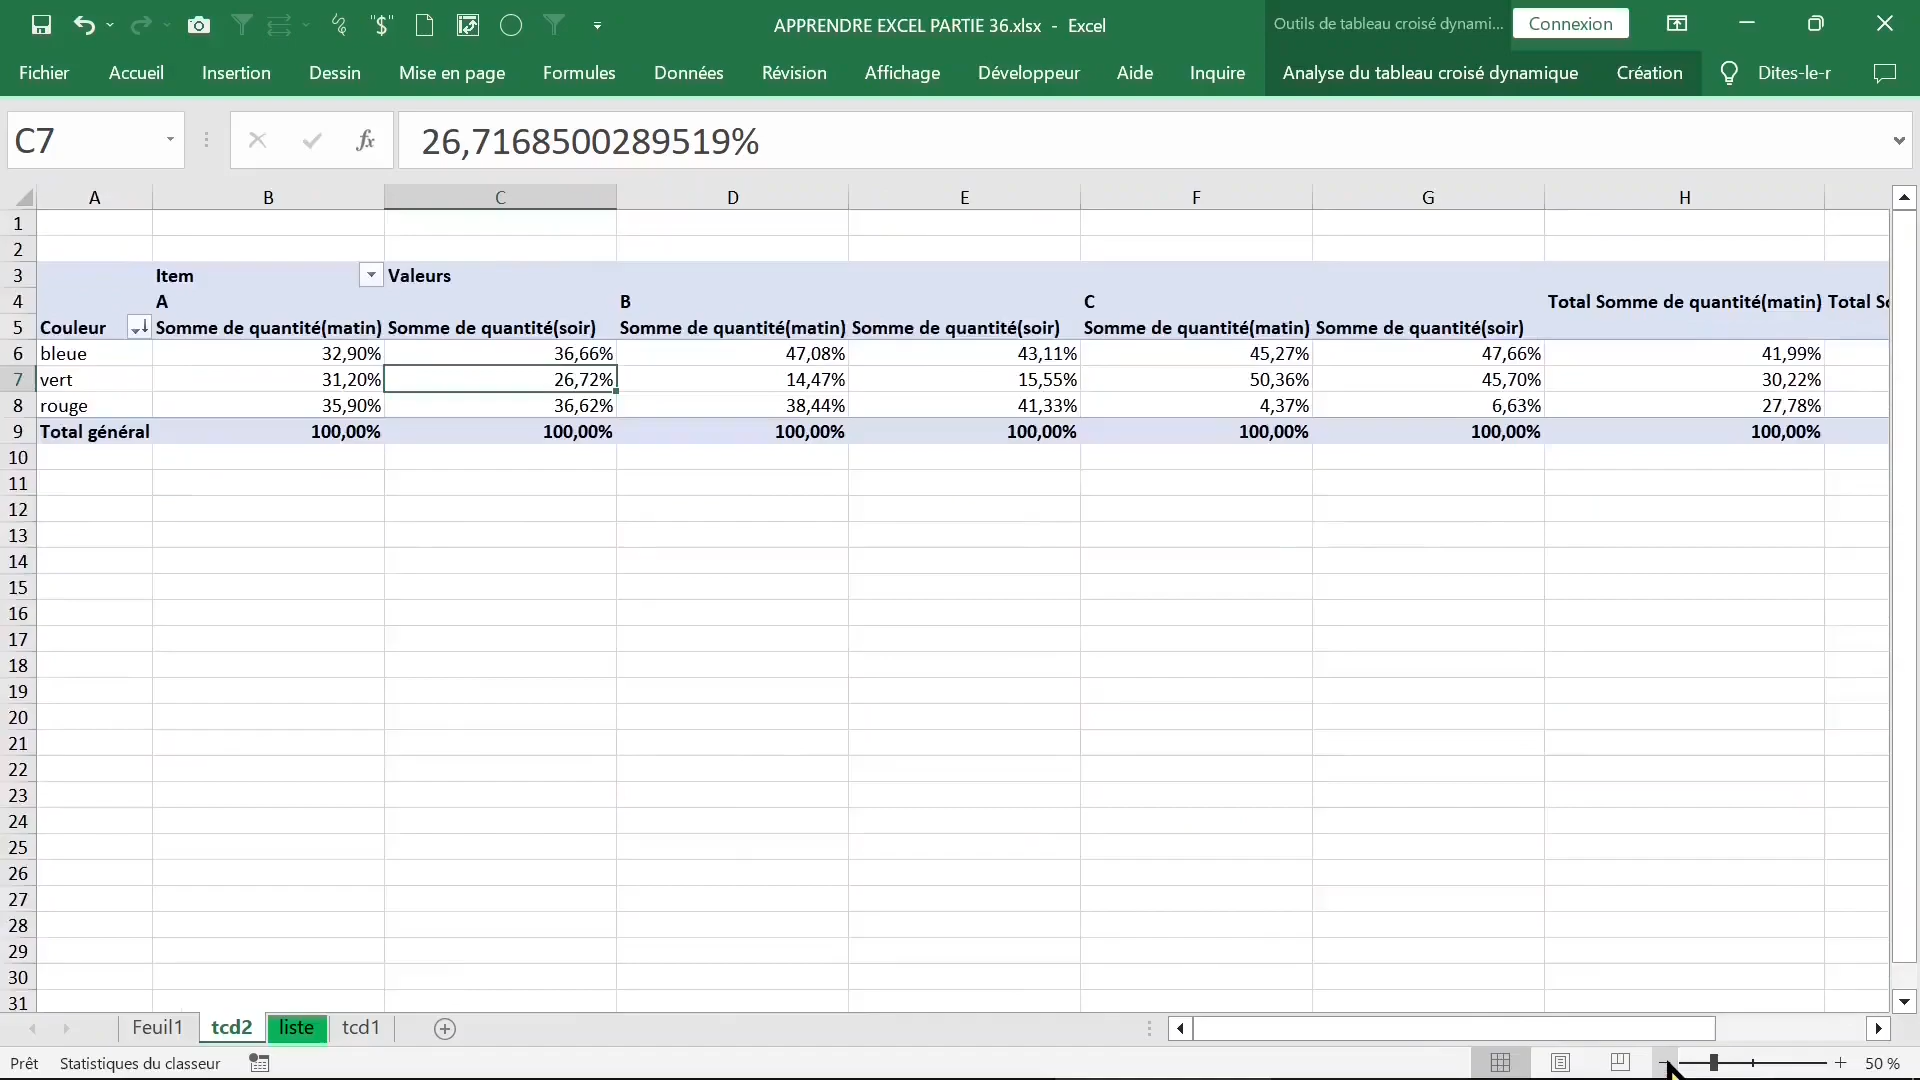 APPRENDRE EXCEL PARTIE 36.xlsx - Excel
Outils de tableau croisé dynami...
Connexion
Fichier Accueil Insertion Dessin Mise en page Formules Données Révision Affichage Développeur Aide Inquire Analyse du tableau croisé dynamique Création Dites-le-r
C7 fx 26,7168500289519%
A B C D E F G H
1
2
3 Item Valeurs
4 A B C Total Somme de quantité(matin) Total S
5 Couleur Somme de quantité(matin) Somme de quantité(soir) Somme de quantité(matin) Somme de quantité(soir) Somme de quantité(matin) Somme de quantité(soir)
6 bleue 32,90% 36,66% 47,08% 43,11% 45,27% 47,66% 41,99%
7 vert 31,20% 26,72% 14,47% 15,55% 50,36% 45,70% 30,22%
8 rouge 35,90% 36,62% 38,44% 41,33% 4,37% 6,63% 27,78%
9 Total général 100,00% 100,00% 100,00% 100,00% 100,00% 100,00% 100,00%
10
11
12
13
14
15
16
17
18
19
20
21
22
23
24
25
26
27
28
29
30
31
Feuil1 tcd2 liste tcd1
Prêt Statistiques du classeur 50 %